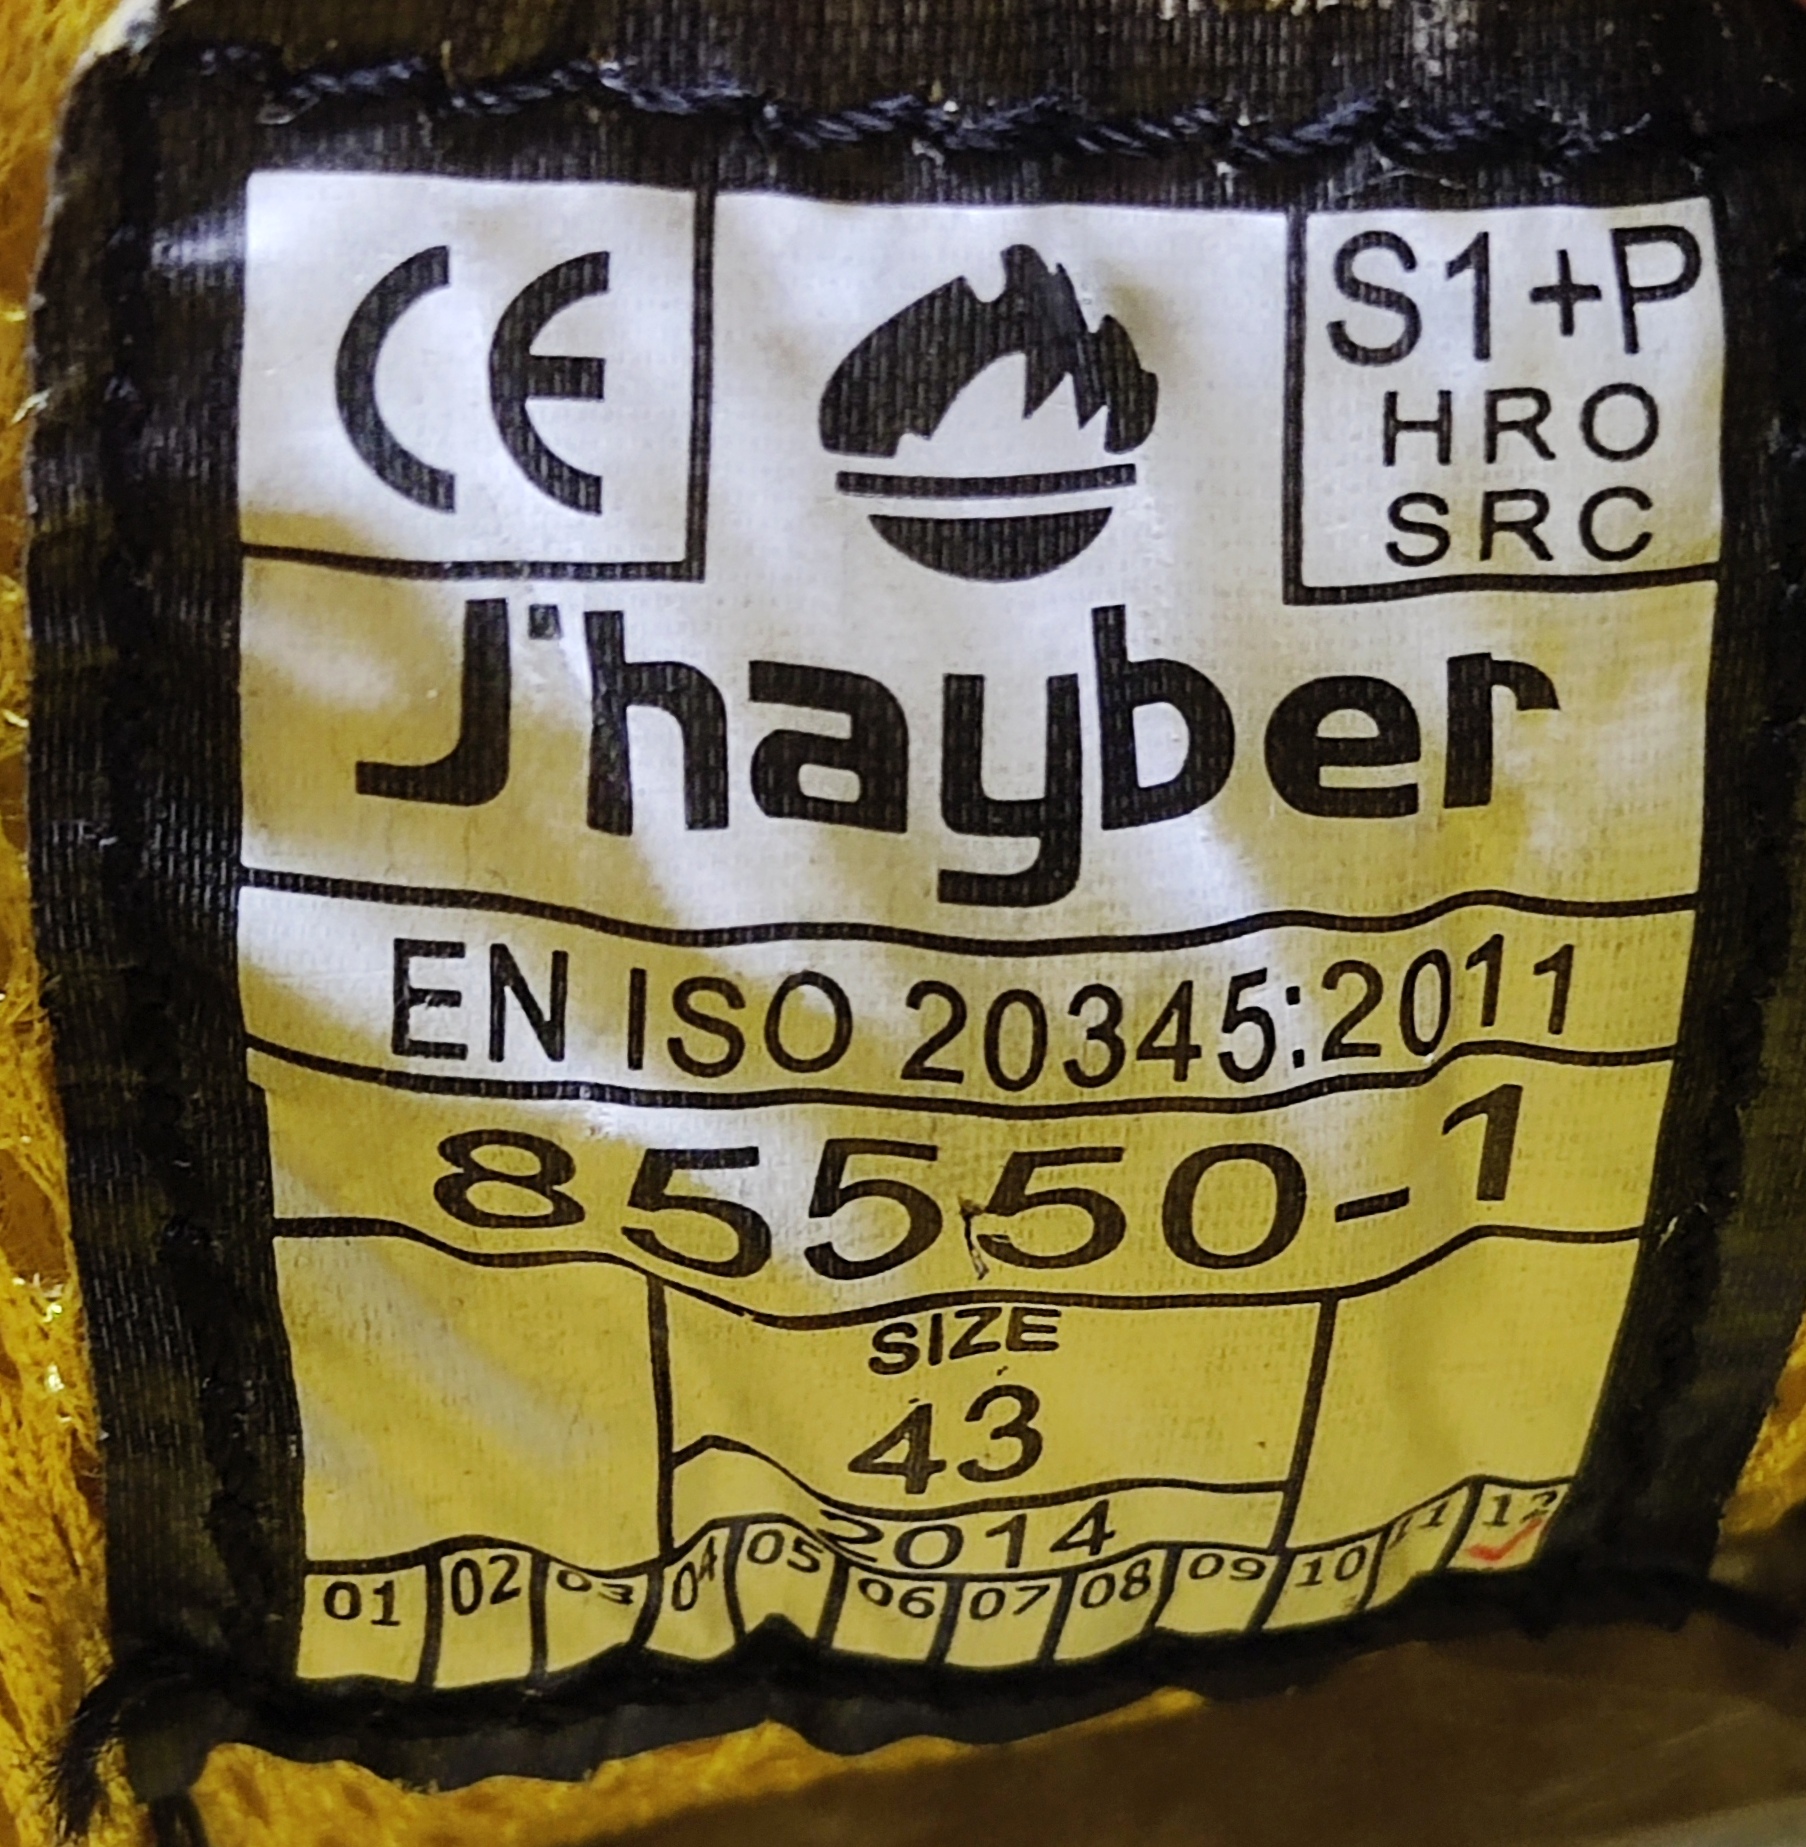 CE
S1+P
HRO
SRC
J'hayber
EN ISO 20345:2011
85550-1
SIZE
43
2014
01 02 03 04 05 06 07 08 09 10 11 12